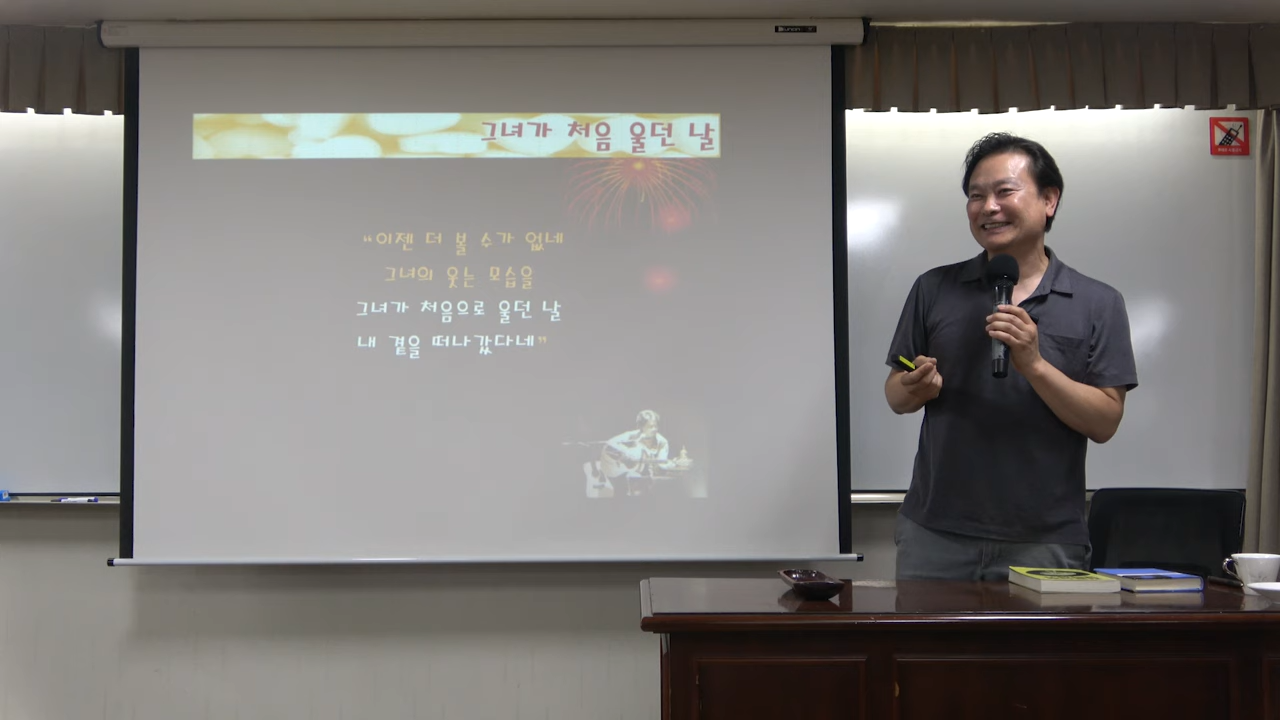 그녀가 처음 울던 날
“이젠 더 볼 수가 없네
그녀의 웃는 모습을
그녀가 처음으로 울던 날
내 곁을 떠나갔다네”